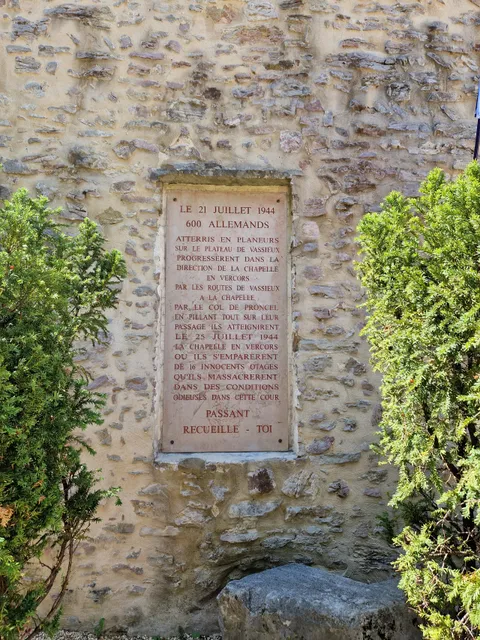 LE 21 JUILLET 1944
600 ALLEMANDS
ATTERRIS EN PLANEURS
SUR LE PLATEAU DE VASSIEUX
PROGRESSÈRENT DANS LA
DIRECTION DE LA CHAPELLE
EN VERCORS
PAR LES ROUTES DE VASSIEUX
A LA CHAPELLE
PAR LE COL DE PRONCEL
EN PILLANT TOUT SUR LEUR
PASSAGE ILS ATTEIGNIRENT
LE 25 JUILLET 1944
LA CHAPELLE EN VERCORS
OU ILS S'EMPARÈRENT
DE 16 INNOCENTS OTAGES
QU'ILS MASSACRÈRENT
DANS DES CONDITIONS
ODIEUSES DANS CETTE COUR
PASSANT
RECUEILLE - TOI